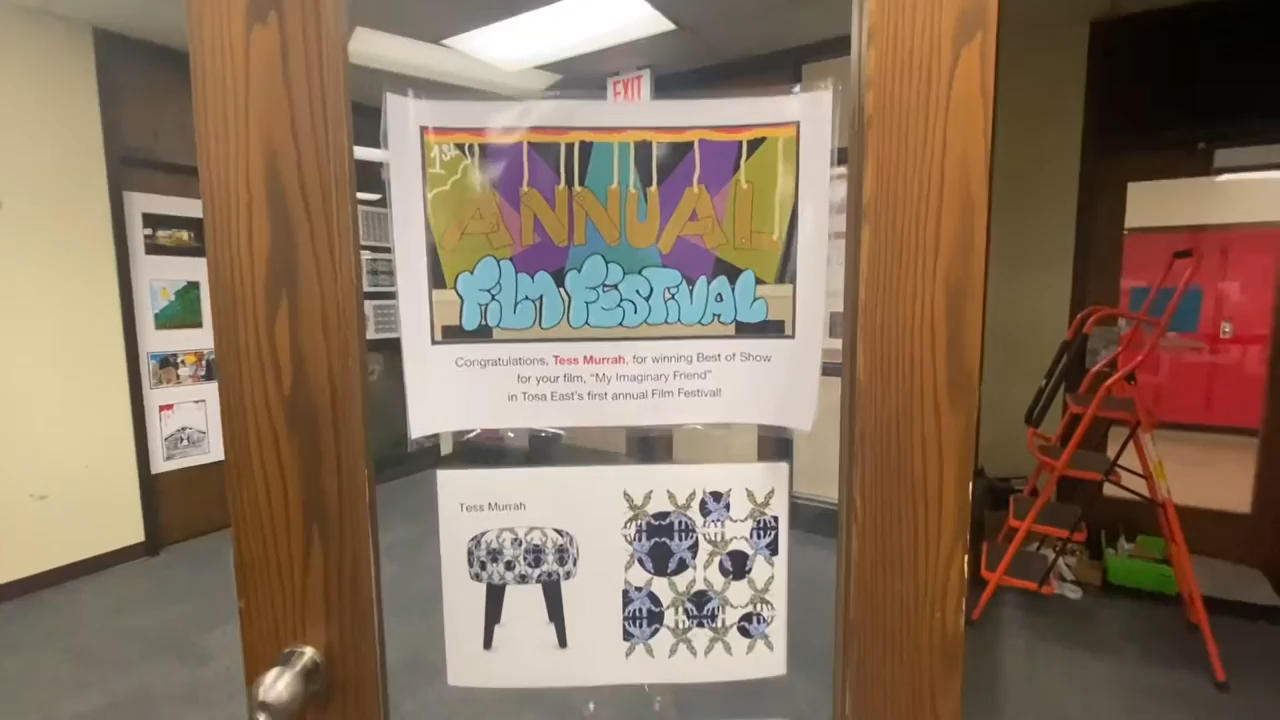 EXIT
1ST
ANNUAL
FILM FESTIVAL
Congratulations, Tess Murrah, for winning Best of Show
for your film, “My Imaginary Friend”
in Tosa East's first annual Film Festival!
Tess Murrah